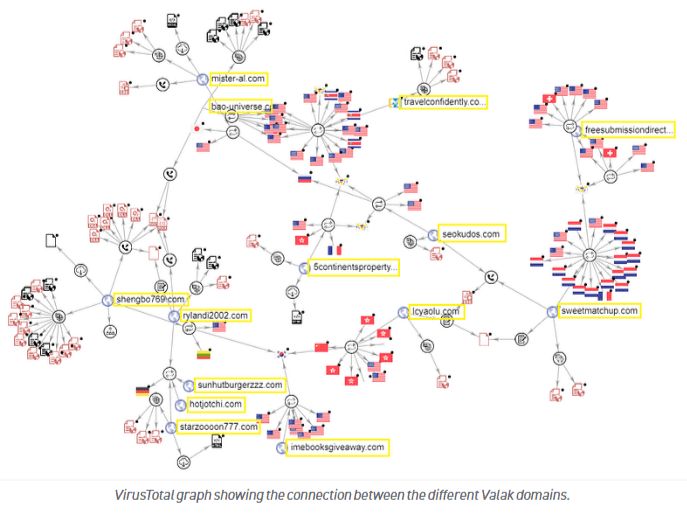 mister-al.com
bao-universe.c
travelconfidently.co...
freesubmissiondirect...
seokudos.com
5continentsproperty...
shengbo769.com
rylandi2002.com
lcyaolu.com
sweetmatchup.com
sunhutburgerzzz.com
hotjotchi.com
starzoooon777.com
imebooksgiveaway.com
VirusTotal graph showing the connection between the different Valak domains.